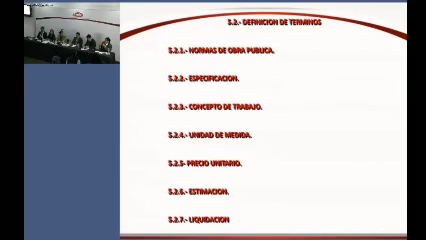 5.2.- DEFINICION DE TERMINOS
5.2.1.- NORMAS DE OBRA PUBLICA.
5.2.2.- ESPECIFICACION.
5.2.3.- CONCEPTO DE TRABAJO.
5.2.4.- UNIDAD DE MEDIDA.
5.2.5- PRECIO UNITARIO.
5.2.6.- ESTIMACION.
5.2.7.- LIQUIDACION